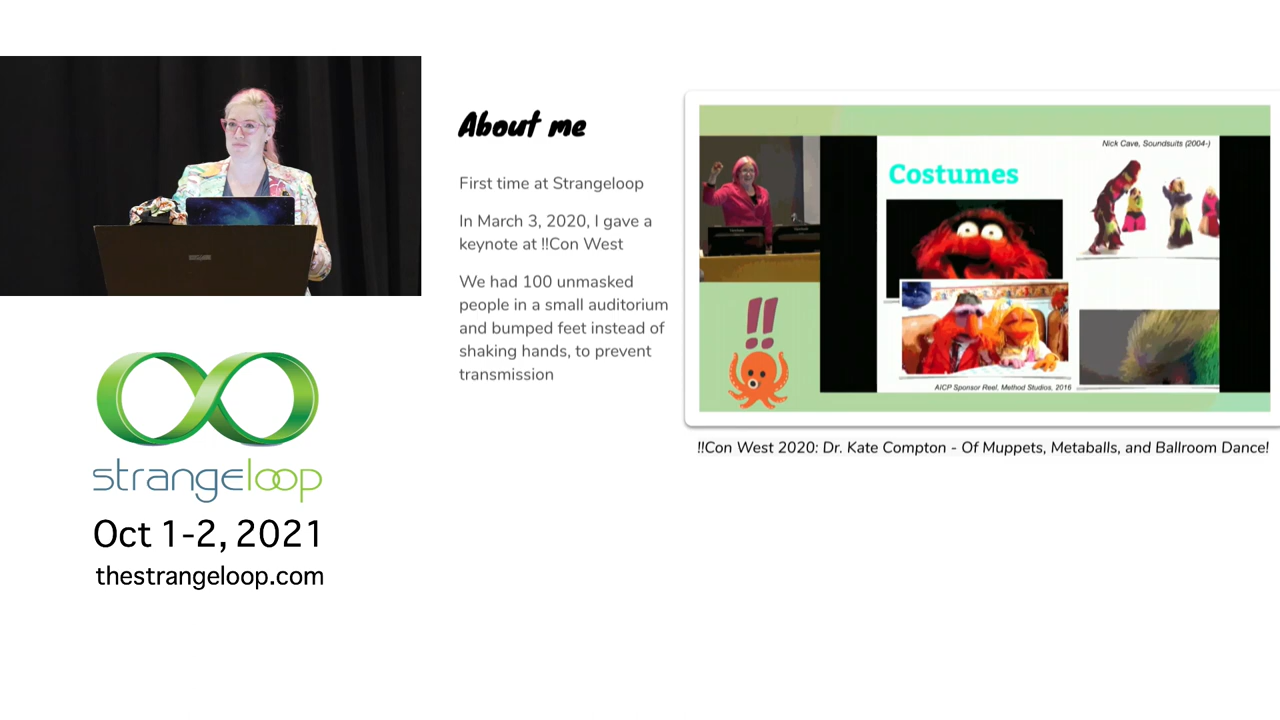 About me
First time at Strangeloop
In March 3, 2020, I gave a
keynote at !!Con West
We had 100 unmasked
people in a small auditorium
and bumped feet instead of
shaking hands, to prevent
transmission
Nick Cave, Soundsuits (2004-)
Costumes
!!
AICP Sponsor Reel, Method Studios, 2016
!!Con West 2020: Dr. Kate Compton - Of Muppets, Metaballs, and Ballroom Dance!
strangeloop
Oct 1-2, 2021
thestrangeloop.com